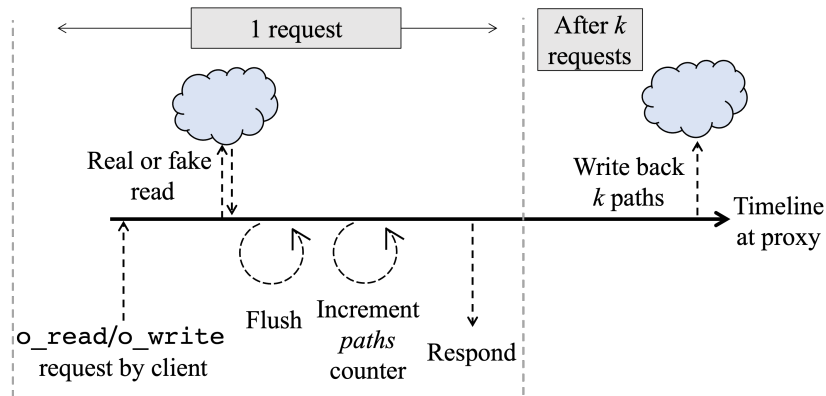 1 request
After k
requests
Real or fake
read
Write back
k paths
Timeline
at proxy
o_read/o_write
request by client
Flush
Increment
paths
counter
Respond